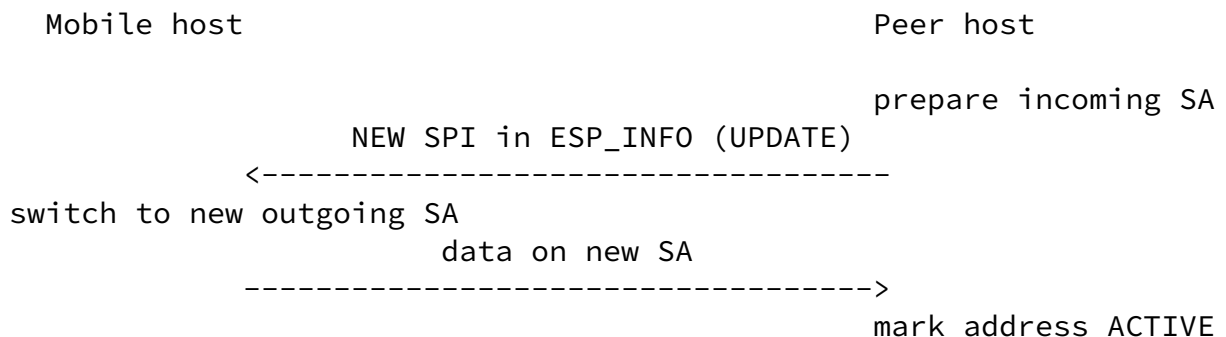 Mobile host Peer host
prepare incoming SA
NEW SPI in ESP_INFO (UPDATE)
<-----------------------------------
switch to new outgoing SA
data on new SA
----------------------------------->
mark address ACTIVE